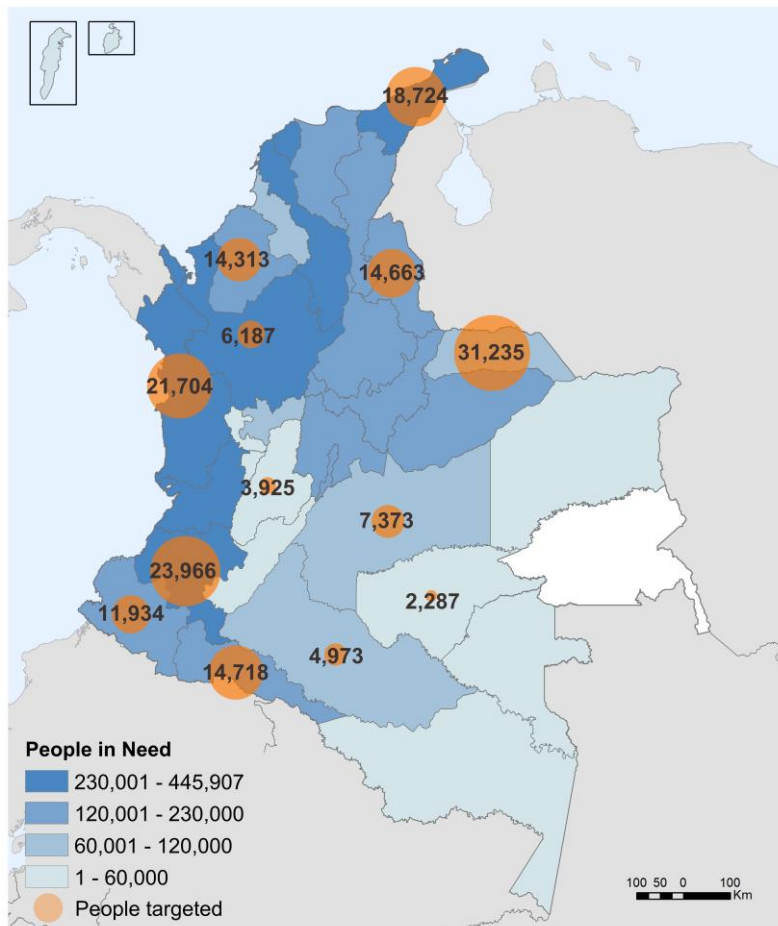 18,724
14,313
14,663
6,187
31,235
21,704
3,925
7,373
23,966
2,287
11,934
4,973
14,718
People in Need
230,001 - 445,907
120,001 - 230,000
60,001 - 120,000
1 - 60,000
People targeted
100 50 0 100
Km